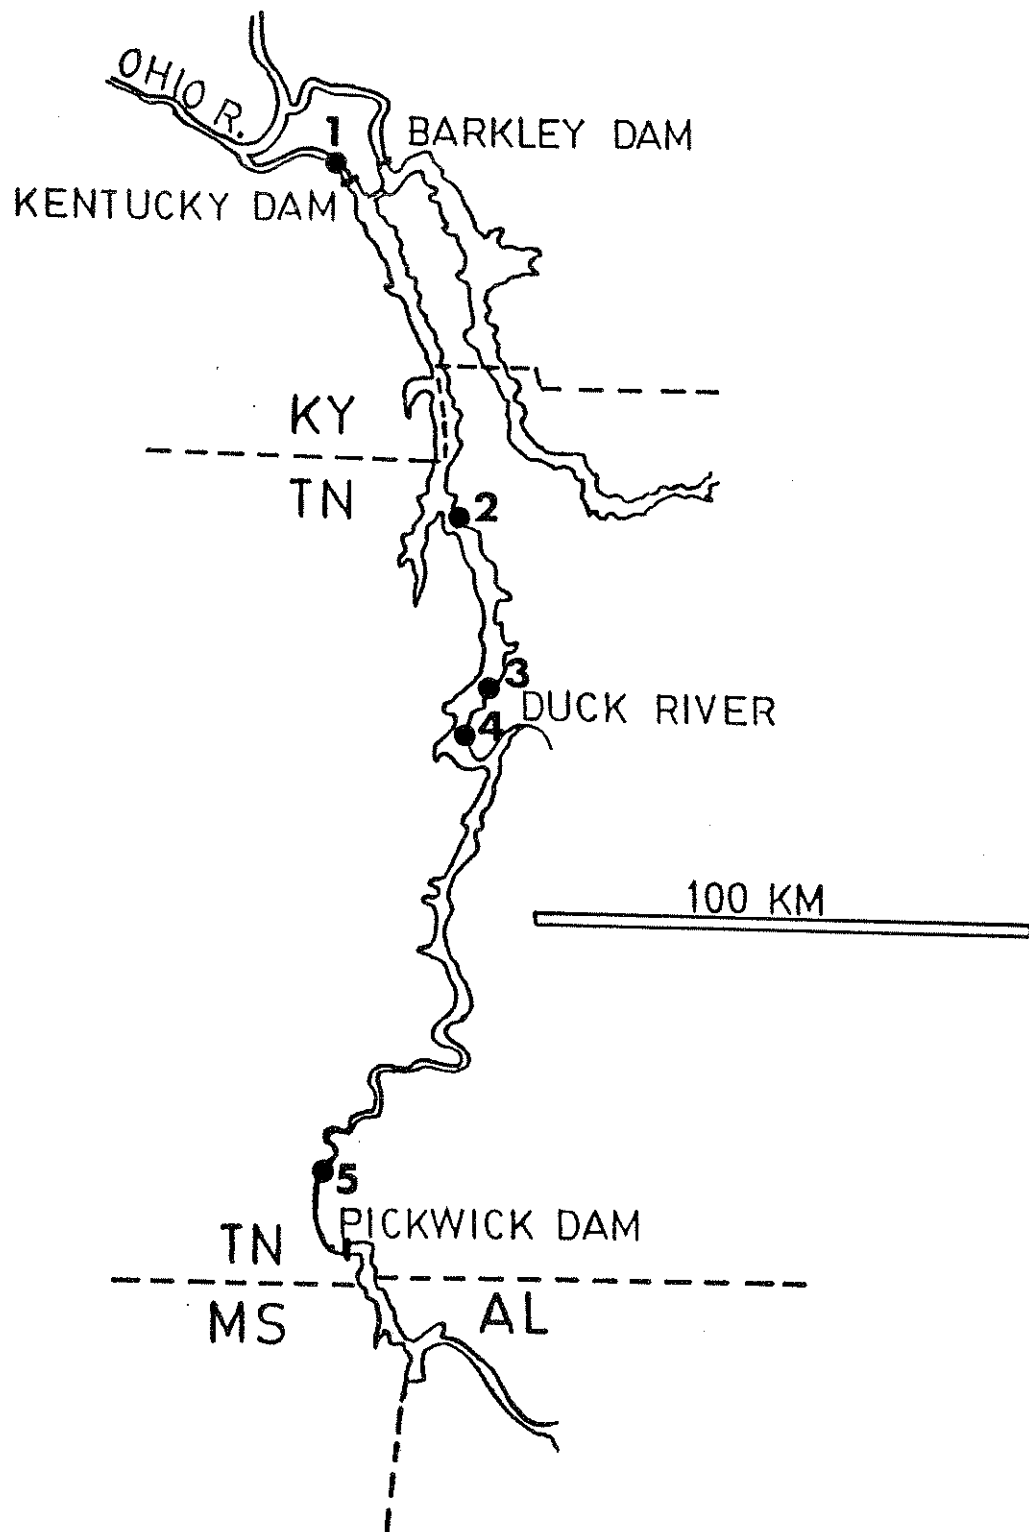 OHIO R.
1
BARKLEY DAM
KENTUCKY DAM
KY
TN
2
3
DUCK RIVER
4
100 KM
5
PICKWICK DAM
TN
MS
AL